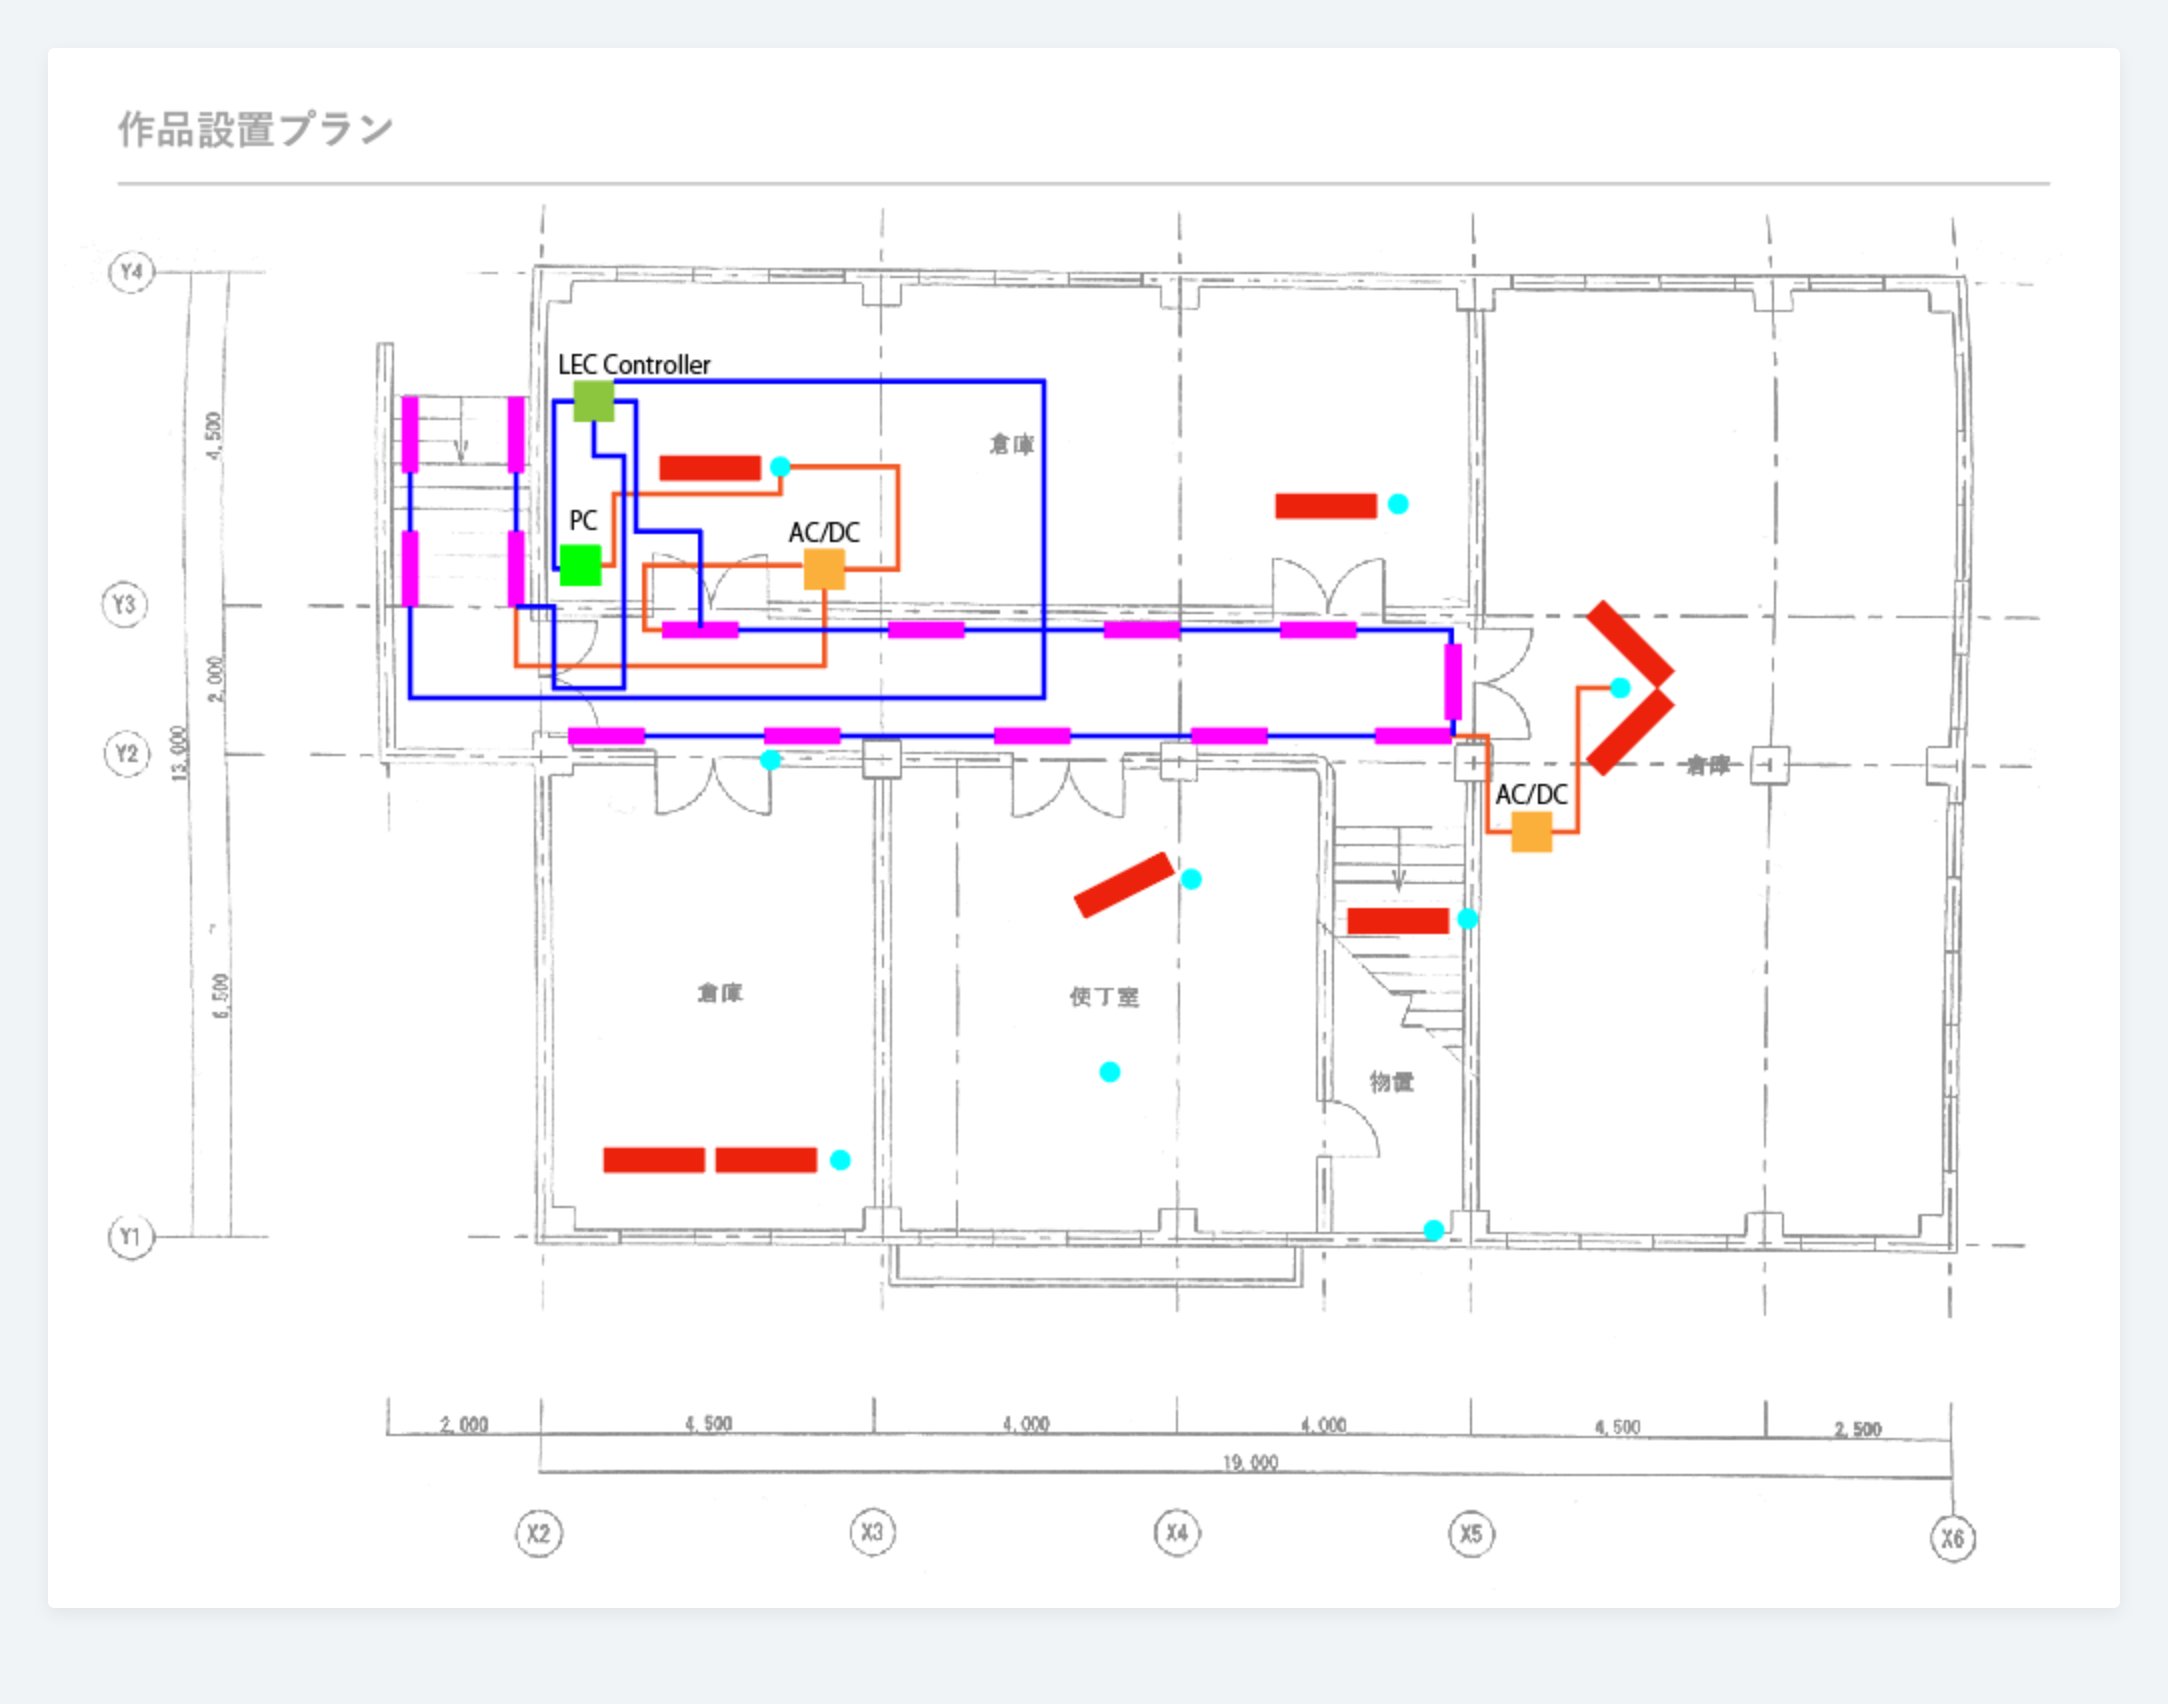 作品設置プラン
Y4
LEC Controller
4,500
倉庫
PC
AC/DC
Y3
2,000
Y2
13,000
倉庫
AC/DC
6,500
倉庫
使丁室
物置
Y1
2,000
4,500
4,000
4,000
4,500
2,500
19,000
X2
X3
X4
X5
X6